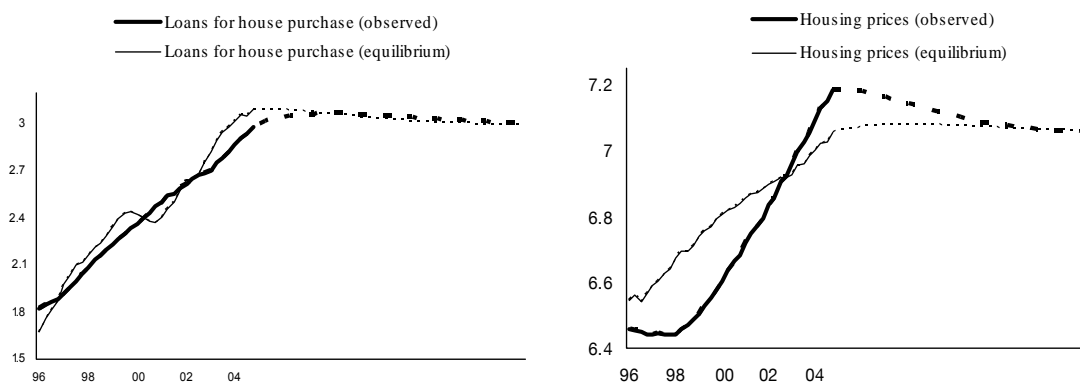 Loans for house purchase (observed)
Loans for house purchase (equilibrium)
3
2.7
2.4
2.1
1.8
1.5
96 98 00 02 04
Housing prices (observed)
Housing prices (equilibrium)
7.2
7
6.8
6.6
6.4
96 98 00 02 04